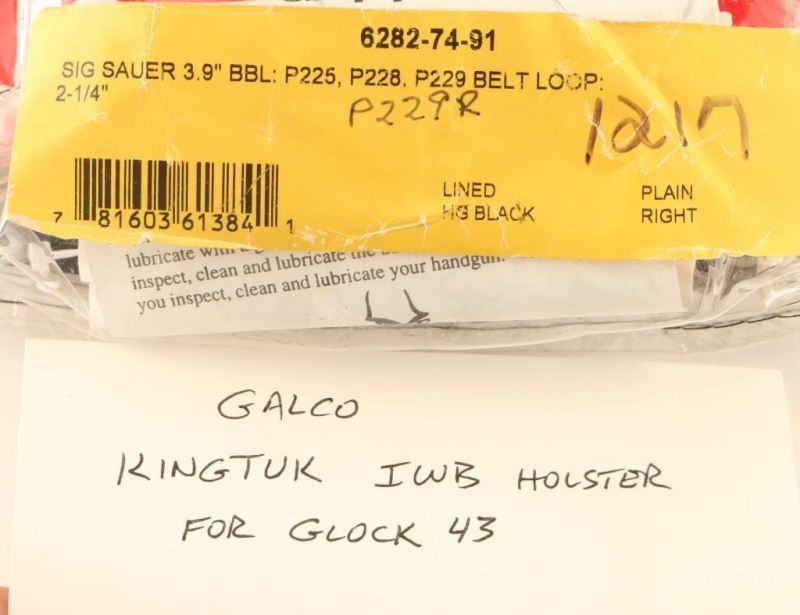 6282-74-91
SIG SAUER 3.9" BBL: P225, P228, P229 BELT LOOP:
2-1/4"
P229R
1217
LINED PLAIN
HG BLACK RIGHT
7 81603 61384 1
inspect, clean and lubricate the
you inspect, clean and lubricate your handgun.
GALCO
KINGTUK IWB HOLSTER
FOR GLOCK 43